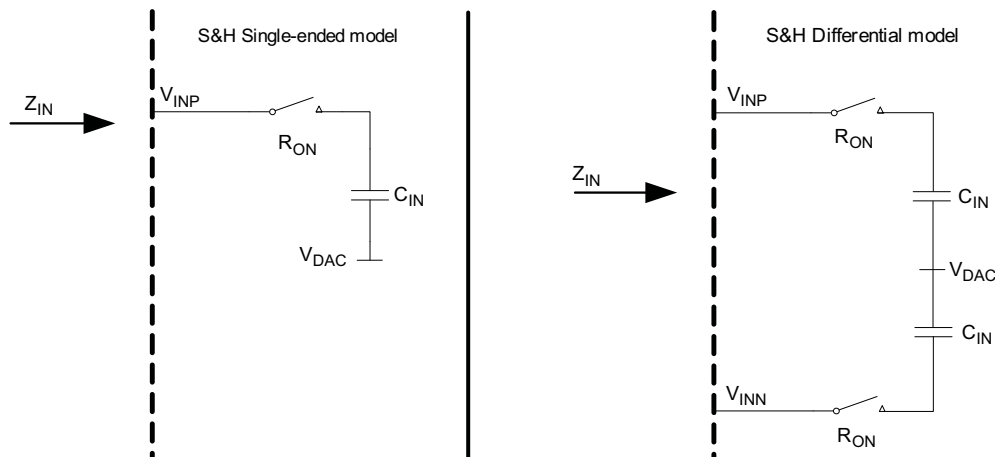 S&H Single-ended model
Z_IN
V_INP
R_ON
C_IN
V_DAC
S&H Differential model
Z_IN
V_INP
R_ON
C_IN
V_DAC
C_IN
V_INN
R_ON